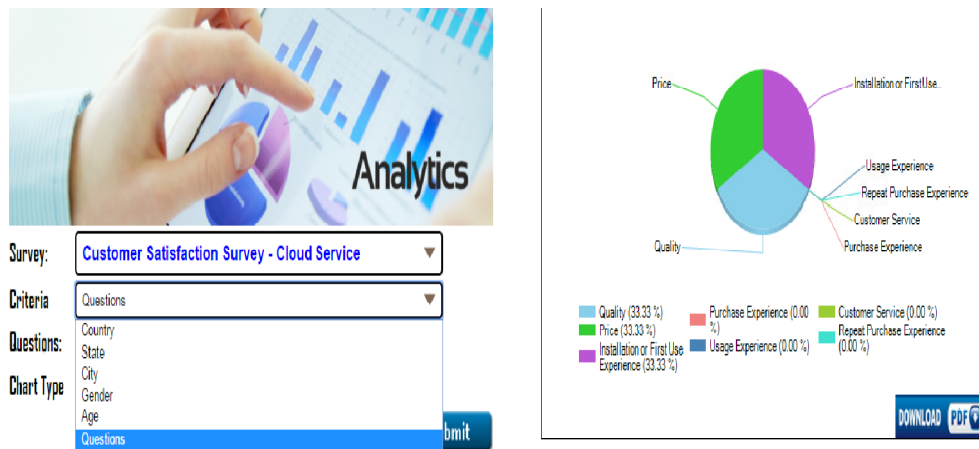 Analytics
Survey:
Customer Satisfaction Survey - Cloud Service
Criteria
Questions
Country
State
City
Gender
Age
Questions
Questions:
Chart Type
bmit
Price
Installation or First Use..
Usage Experience
Repeat Purchase Experience
Customer Service
Purchase Experience
Quality
Quality (33.33 %)
Price (33.33 %)
Installation or First Use
Experience (33.33 %)
Purchase Experience (0.00
%)
Usage Experience (0.00 %)
Customer Service (0.00 %)
Repeat Purchase Experience
(0.00 %)
DOWNLOAD PDF